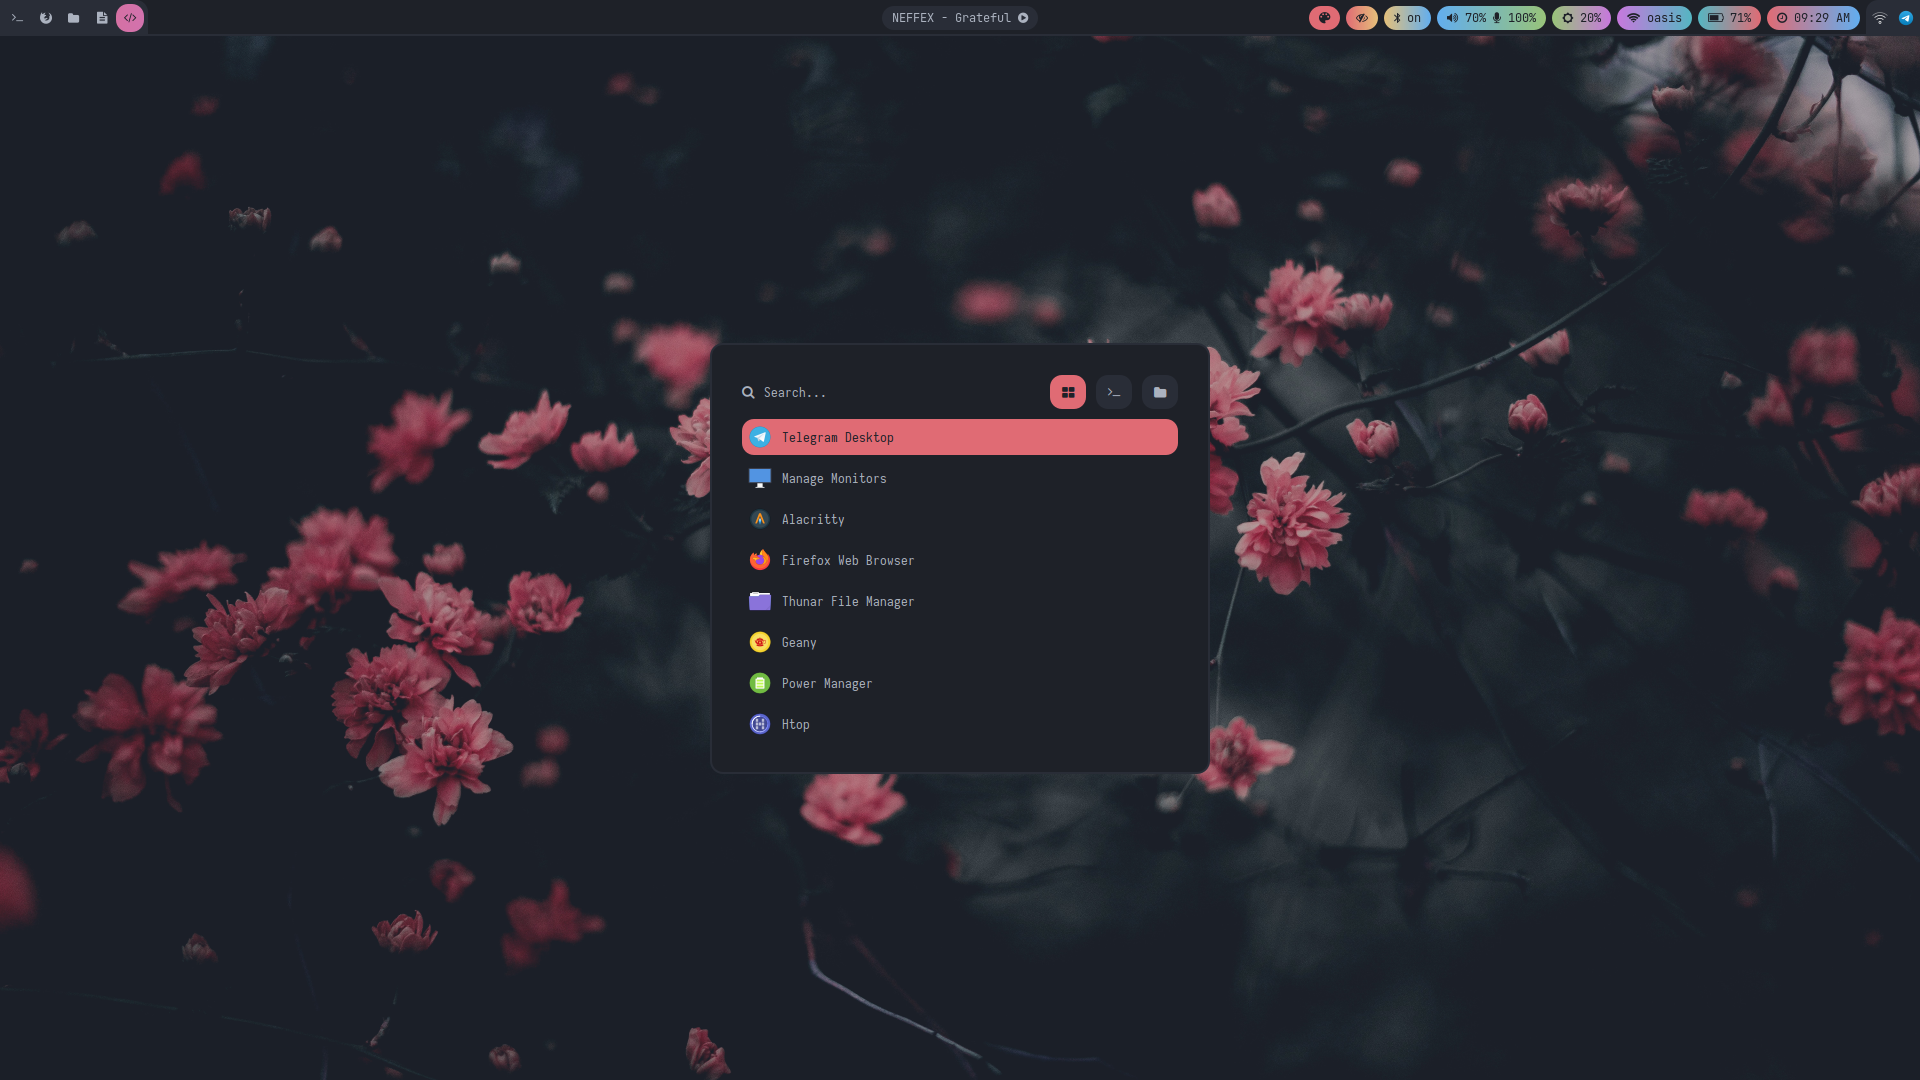 NEFFEX - Grateful
on
70% 100%
20%
oasis
71%
09:29 AM
Search...
Telegram Desktop
Manage Monitors
Alacritty
Firefox Web Browser
Thunar File Manager
Geany
Power Manager
Htop